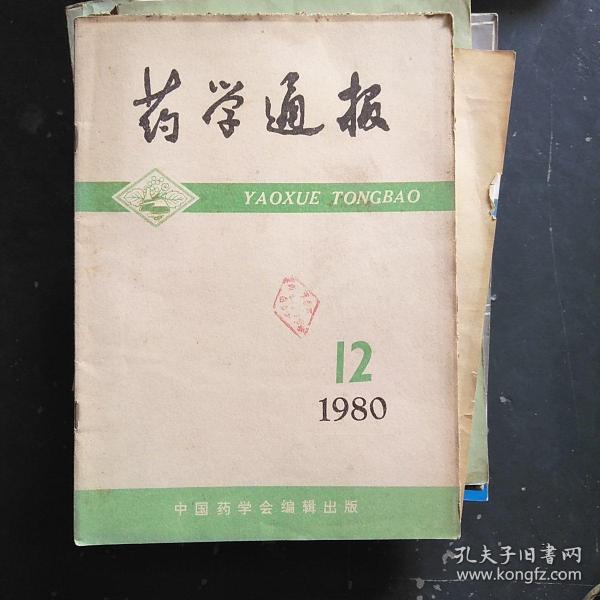 药学通报
YAOXUE TONGBAO
12
1980
中国药学会编辑出版
孔夫子旧书网
www.kongfz.com